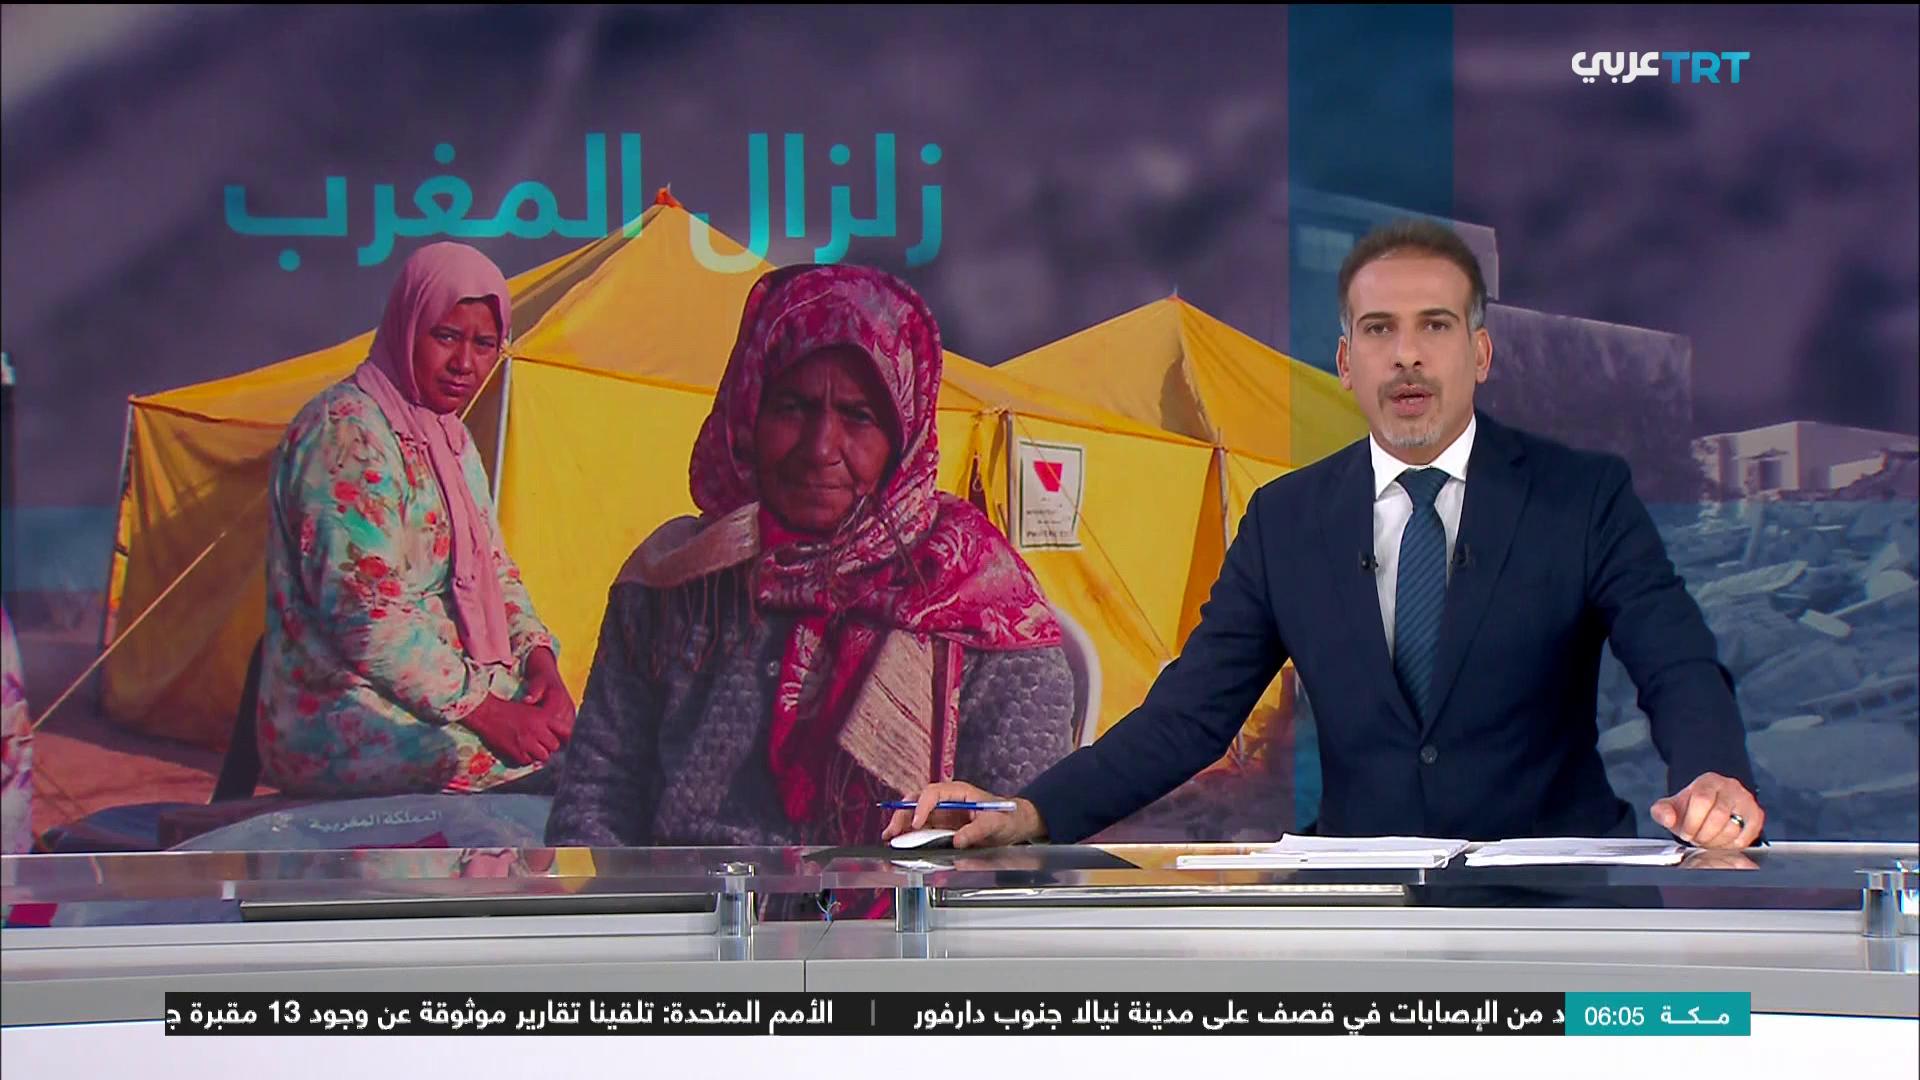 TRT عربي
زلزال المغرب
المملكة المغربية
مكة 06:05
د من الإصابات في قصف على مدينة نيالا جنوب دارفور | الأمم المتحدة: تلقينا تقارير موثوقة عن وجود 13 مقبرة ج